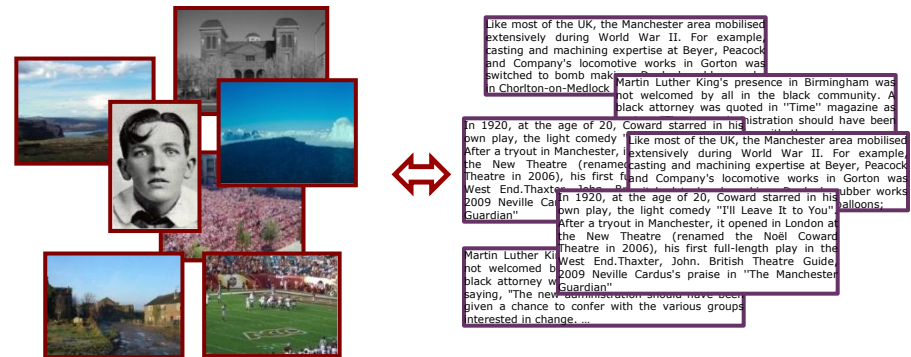 Like most of the UK, the Manchester area mobilised
extensively during World War II. For example,
casting and machining expertise at Beyer, Peacock
and Company's locomotive works in Gorton was
switched to bomb
in Chorlton-on-Medlock
Martin Luther King's presence in Birmingham was
not welcomed by all in the black community. A
black attorney was quoted in "Time" magazine as
should have been
In 1920, at the age of 20, Coward starred in his
own play, the light comedy
After a tryout in Manchester,
the New Theatre (renamed
Theatre in 2006), his first
West End.Thaxter, John.
2009 Neville
Guardian"
Like most of the UK, the Manchester area mobilised
extensively during World War II. For example,
casting and machining expertise at Beyer, Peacock
and Company's locomotive works in Gorton was
rubber works
balloons;
In 1920, at the age of 20, Coward starred in his
own play, the light comedy "I'll Leave It to You".
After a tryout in Manchester, it opened in London at
the New Theatre (renamed the Noël Coward
Theatre in 2006), his first full-length play in the
West End.Thaxter, John. British Theatre Guide,
2009 Neville Cardus's praise in "The Manchester
Guardian"
Martin Luther
not welcomed
black attorney
saying, "The new administration should have been
given a chance to confer with the various groups
interested in change. …